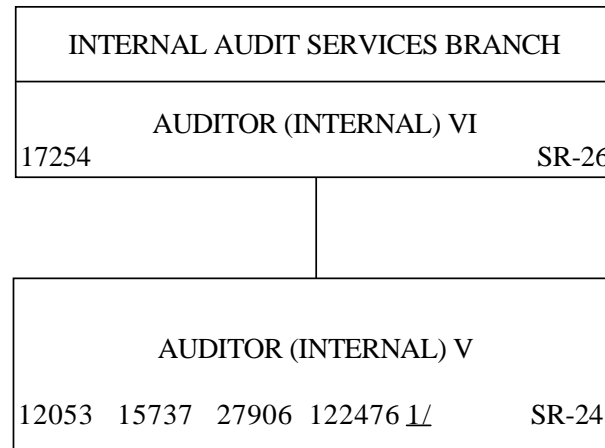 INTERNAL AUDIT SERVICES BRANCH
AUDITOR (INTERNAL) VI
17254 SR-26
AUDITOR (INTERNAL) V
12053 15737 27906 122476 1/ SR-24